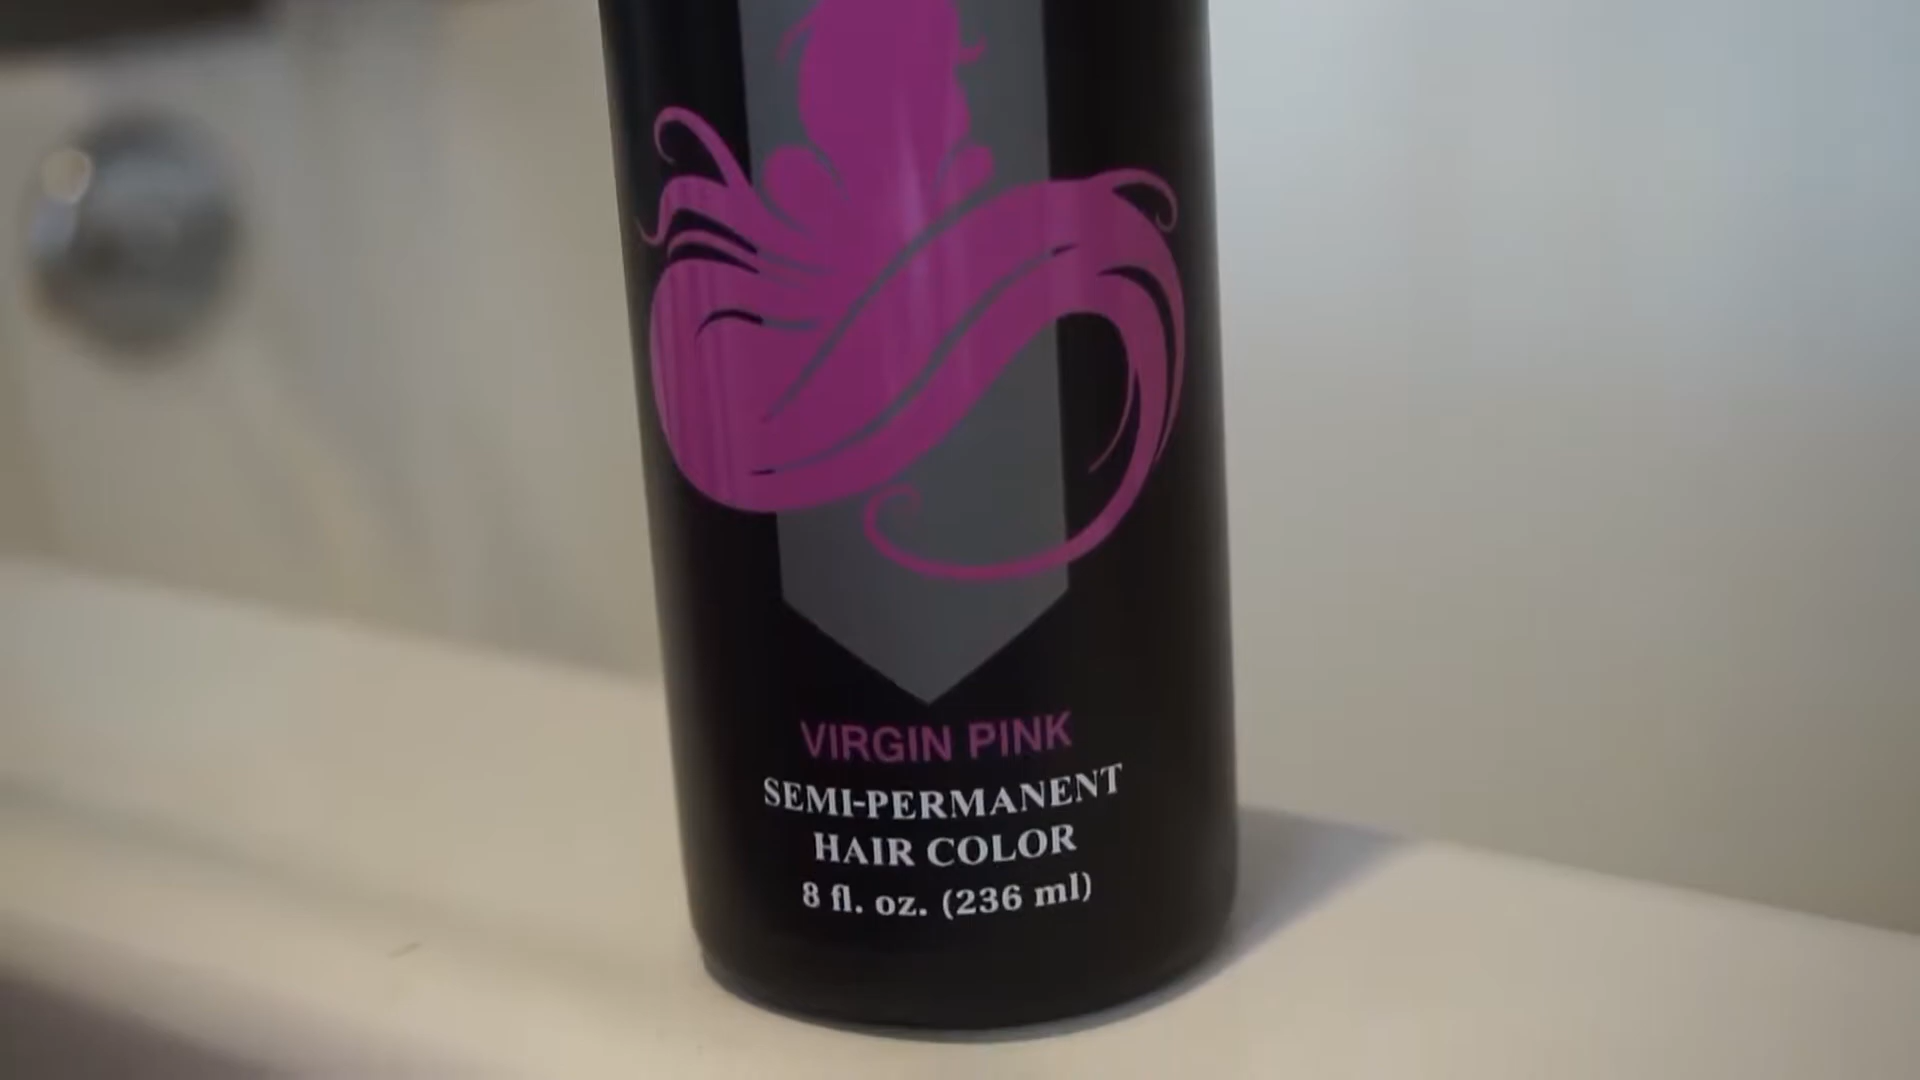 VIRGIN PINK
SEMI-PERMANENT
HAIR COLOR
8 fl. oz. (236 ml)